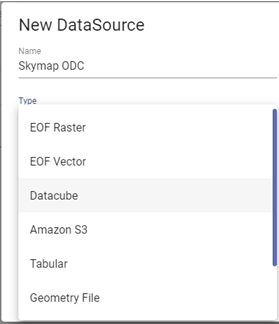 New DataSource
Name
Skymap ODC
Type
EOF Raster
EOF Vector
Datacube
Amazon S3
Tabular
Geometry File